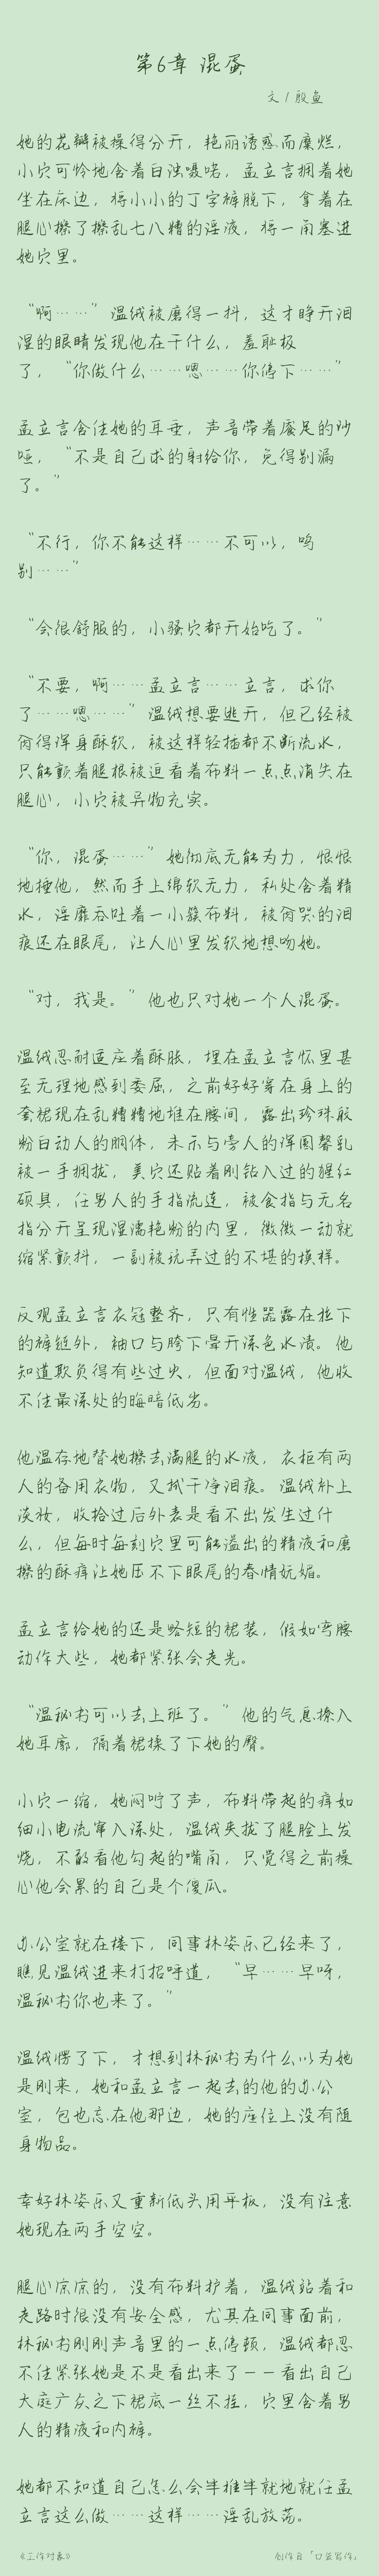 第6章 混蛋
文/殷鱼
她的花瓣被操得分开，艳丽诱惑而糜烂，
小穴可怜地含着白浊嗫喏，孟立言拥着她
坐在床边，将小小的丁字裤脱下，拿着在
腿心擦了擦乱七八糟的淫液，将一角塞进
她穴里。
“啊……”温绒被磨得一抖，这才睁开泪
湿的眼睛发现他在干什么，羞耻极
了，“你做什么……嗯……你停下……”
孟立言含住她的耳垂，声音带着餍足的沙
哑，“不是自己求的射给你，免得别漏
了。”
“不行，你不能这样……不可以，呜
别……”
“会很舒服的，小骚穴都开始吃了。”
“不要，啊……孟立言……立言，求你
了……嗯……”温绒想要逃开，但已经被
肏得浑身酥软，被这样轻插都不断流水，
只能颤着腿根被迫看着布料一点点消失在
腿心，小穴被异物充实。
“你，混蛋……”她彻底无能为力，恨恨
地捶他，然而手上绵软无力，私处含着精
水，淫靡吞吐着一小簇布料，被肏哭的泪
痕还在眼尾，让人心里发软地想吻她。
“对，我是。”他也只对她一个人混蛋。
温绒忍耐适应着酥胀，埋在孟立言怀里甚
至无理地感到委屈，之前好好穿在身上的
套裙现在乱糟糟地堆在腰间，露出珍珠般
粉白动人的胴体，未示与旁人的浑圆馨乳
被一手拥拢，美穴还贴着刚钻入过的猩红
硕具，任男人的手指流连，被食指与无名
指分开呈现湿濡艳粉的内里，微微一动就
缩紧颤抖，一副被玩弄过的不堪的模样。
反观孟立言衣冠整齐，只有性器露在拉下
的裤链外，袖口与胯下晕开深色水渍。他
知道欺负得有些过火，但面对温绒，他收
不住最深处的晦暗低劣。
他温存地替她擦去满腿的水液，衣柜有两
人的备用衣物，又拭干净泪痕。温绒补上
淡妆，收拾过后外表是看不出发生过什
么，但每时每刻穴里可能溢出的精液和磨
擦的酥痒让她压不下眼尾的春情妩媚。
孟立言给她的还是略短的裙装，假如弯腰
动作大些，她都紧张会走光。
“温秘书可以去上班了。”他的气息撩入
她耳廓，隔着裙揉了下她的臀。
小穴一缩，她闷哼了声，布料带起的痒如
细小电流窜入深处，温绒夹拢了腿脸上发
烧，不敢看他勾起的嘴角，只觉得之前操
心他会累的自己是个傻瓜。
办公室就在楼下，同事林姿乐已经来了，
瞧见温绒进来打招呼道，“早……早呀，
温秘书你也来了。”
温绒愣了下，才想到林秘书为什么以为她
是刚来，她和孟立言一起去的他的办公
室，包也忘在他那边，她的座位上没有随
身物品。
幸好林姿乐又重新低头用平板，没有注意
她现在两手空空。
腿心凉凉的，没有布料护着，温绒站着和
走路时很没有安全感，尤其在同事面前，
林秘书刚刚声音里的一点停顿，温绒都忍
不住紧张她是不是看出来了——看出自己
大庭广众之下裙底一丝不挂，穴里含着男
人的精液和内裤。
她都不知道自己怎么会半推半就地就任孟
立言这么做……这样……淫乱放荡。
《工作对象》
创作自「口袋写作」